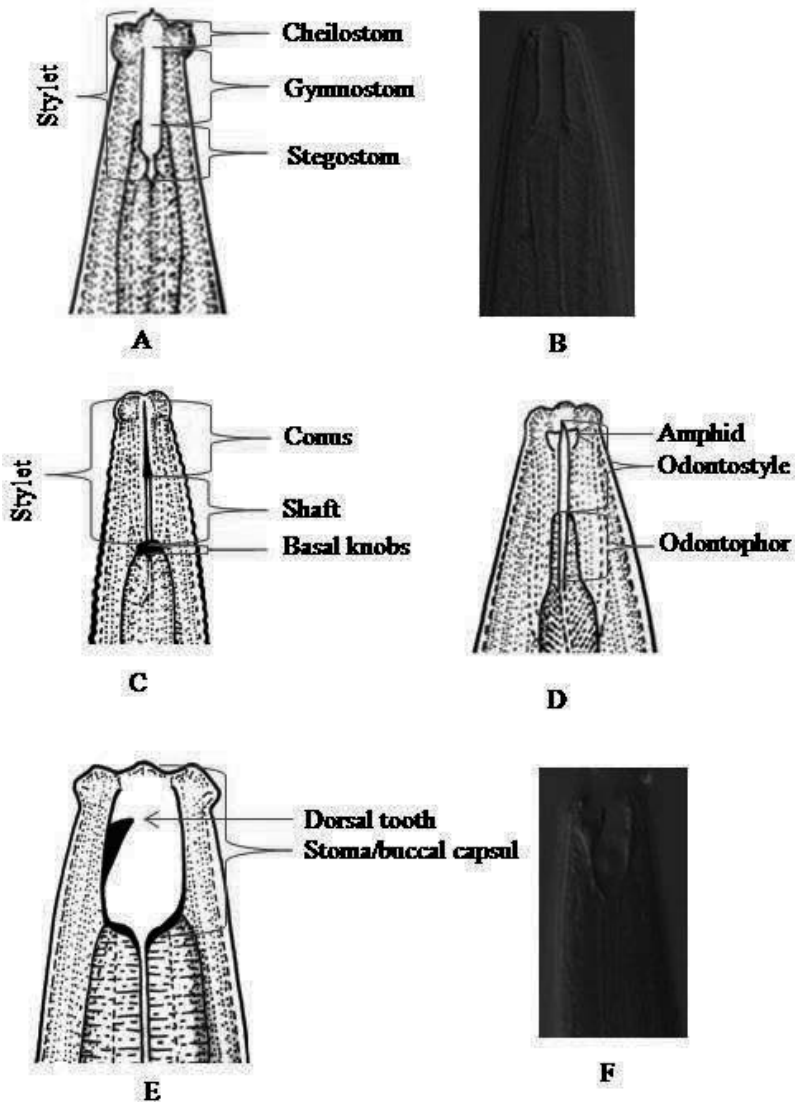 Stylet
Cheilostom
Gymnostom
Stegostom
A
B
Stylet
Conus
Shaft
Basal knobs
C
Amphid
Odontostyle
Odontophor
D
Dorsal tooth
Stoma/buccal capsul
E
F